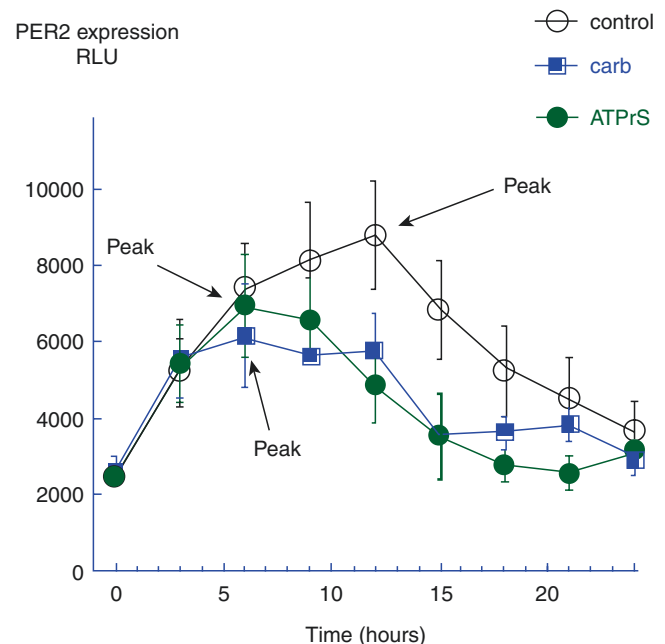 PER2 expression
RLU
control
carb
ATPrS
10000
8000
6000
4000
2000
0
Peak
Peak
Peak
0 5 10 15 20
Time (hours)